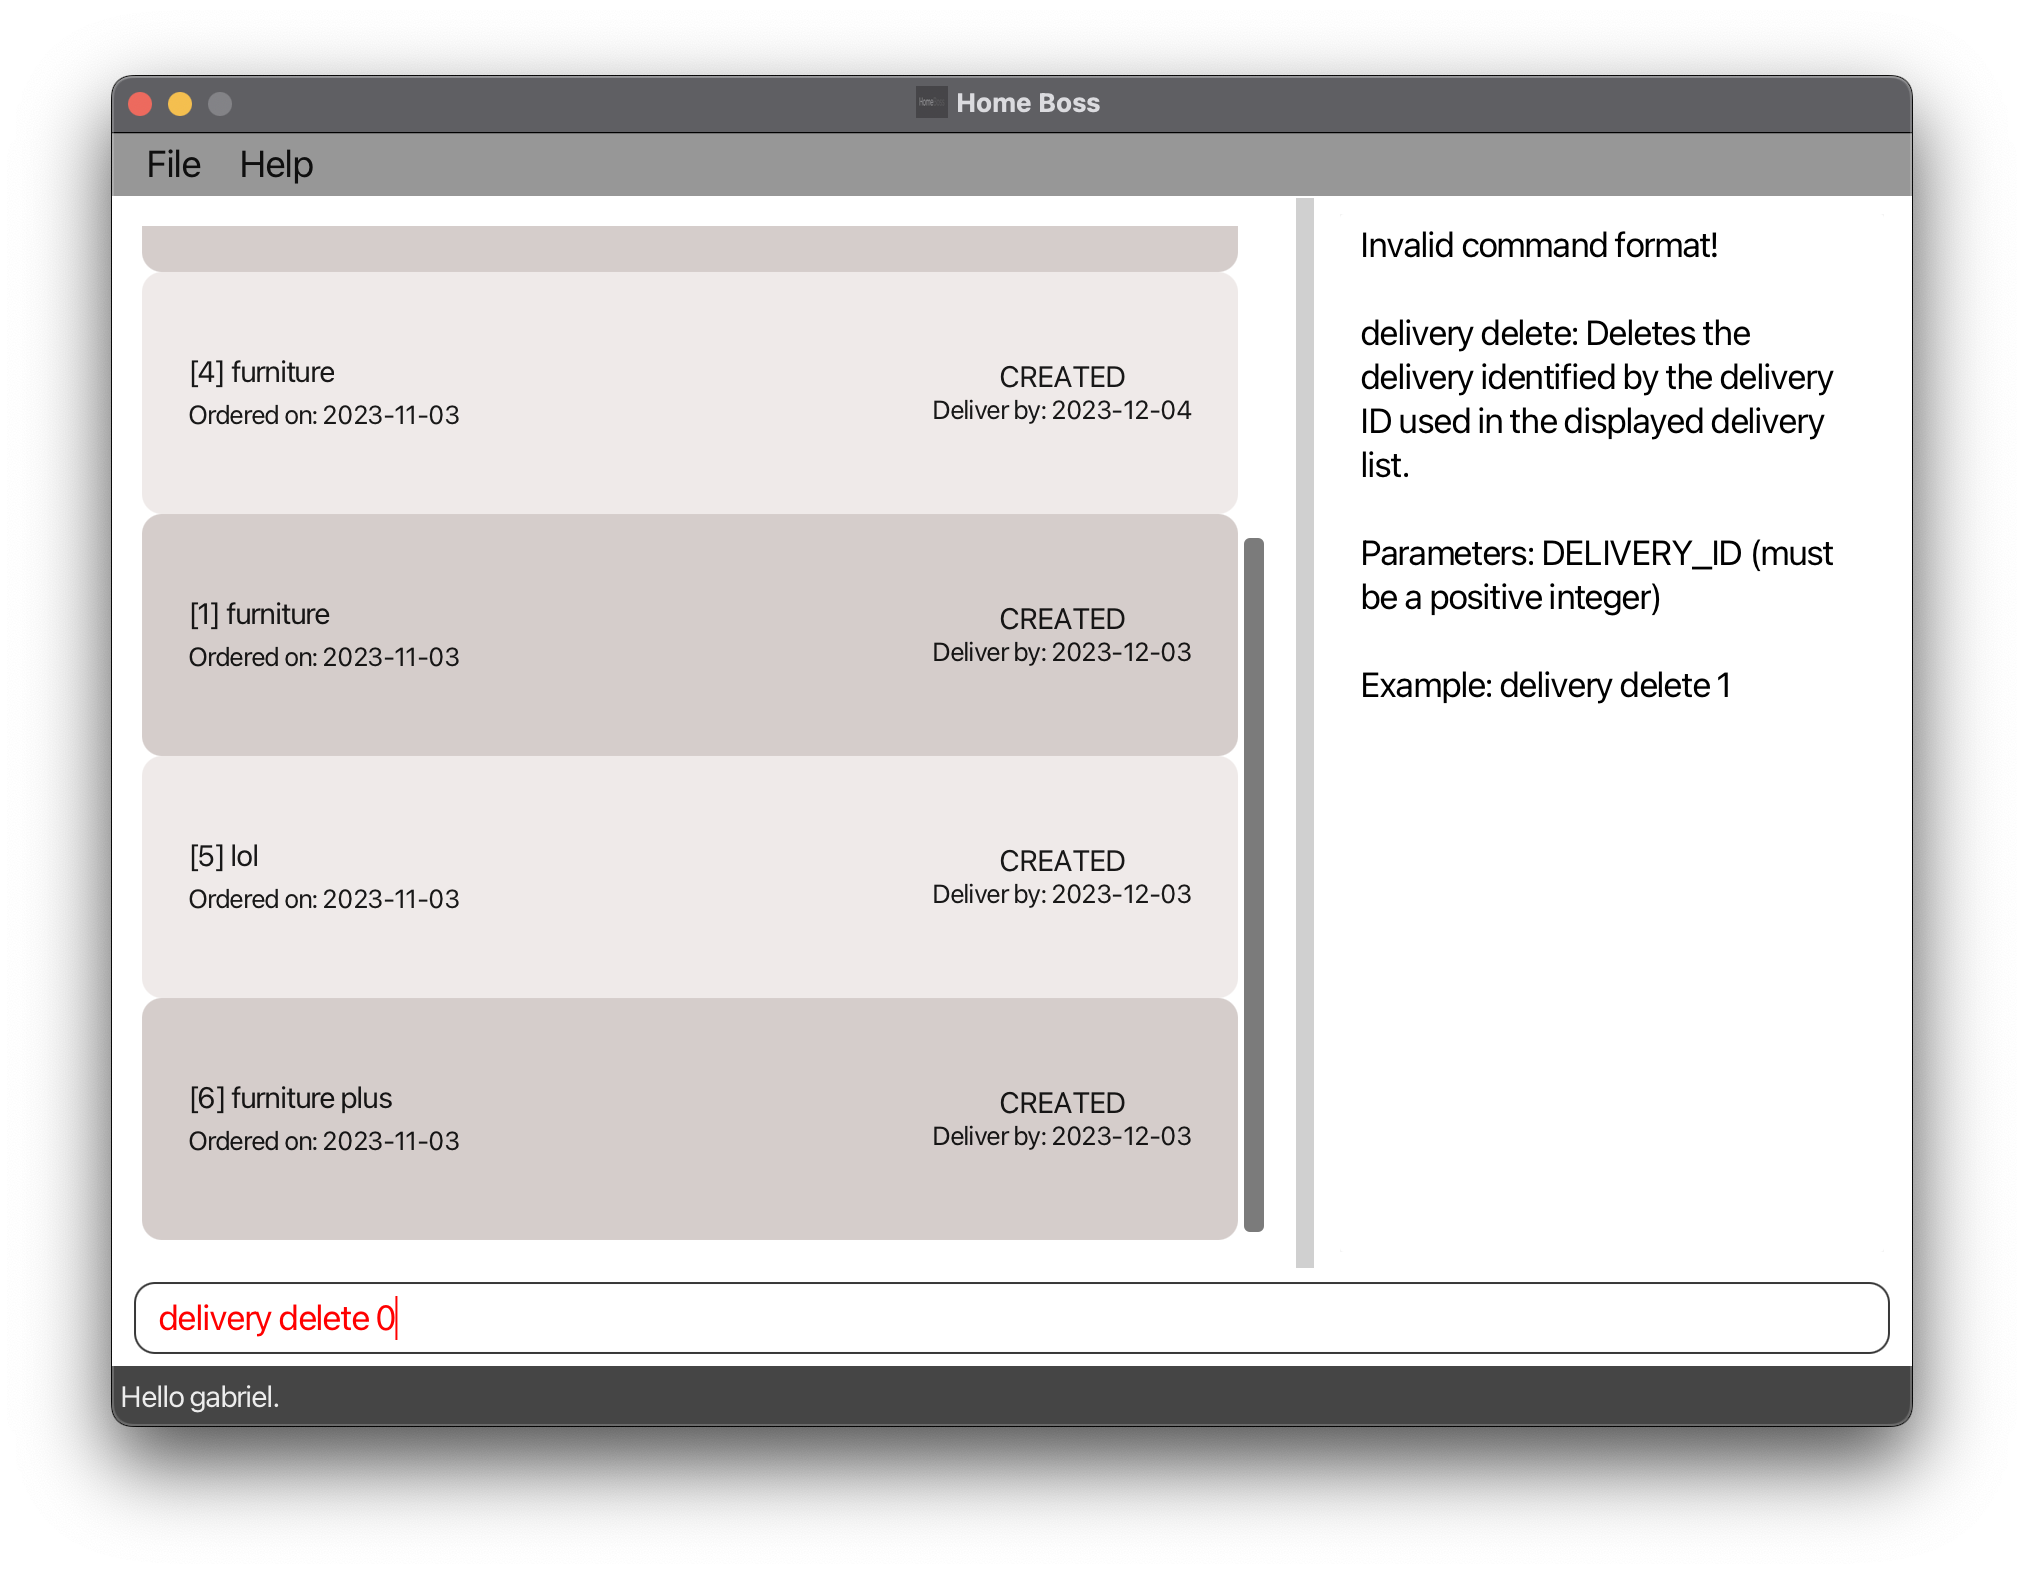 Home Boss
File Help
[4] furniture
Ordered on: 2023-11-03
CREATED
Deliver by: 2023-12-04
[1] furniture
Ordered on: 2023-11-03
CREATED
Deliver by: 2023-12-03
[5] lol
Ordered on: 2023-11-03
CREATED
Deliver by: 2023-12-03
[6] furniture plus
Ordered on: 2023-11-03
CREATED
Deliver by: 2023-12-03
Invalid command format!
delivery delete: Deletes the
delivery identified by the delivery
ID used in the displayed delivery
list.
Parameters: DELIVERY_ID (must
be a positive integer)
Example: delivery delete 1
delivery delete 0
Hello gabriel.